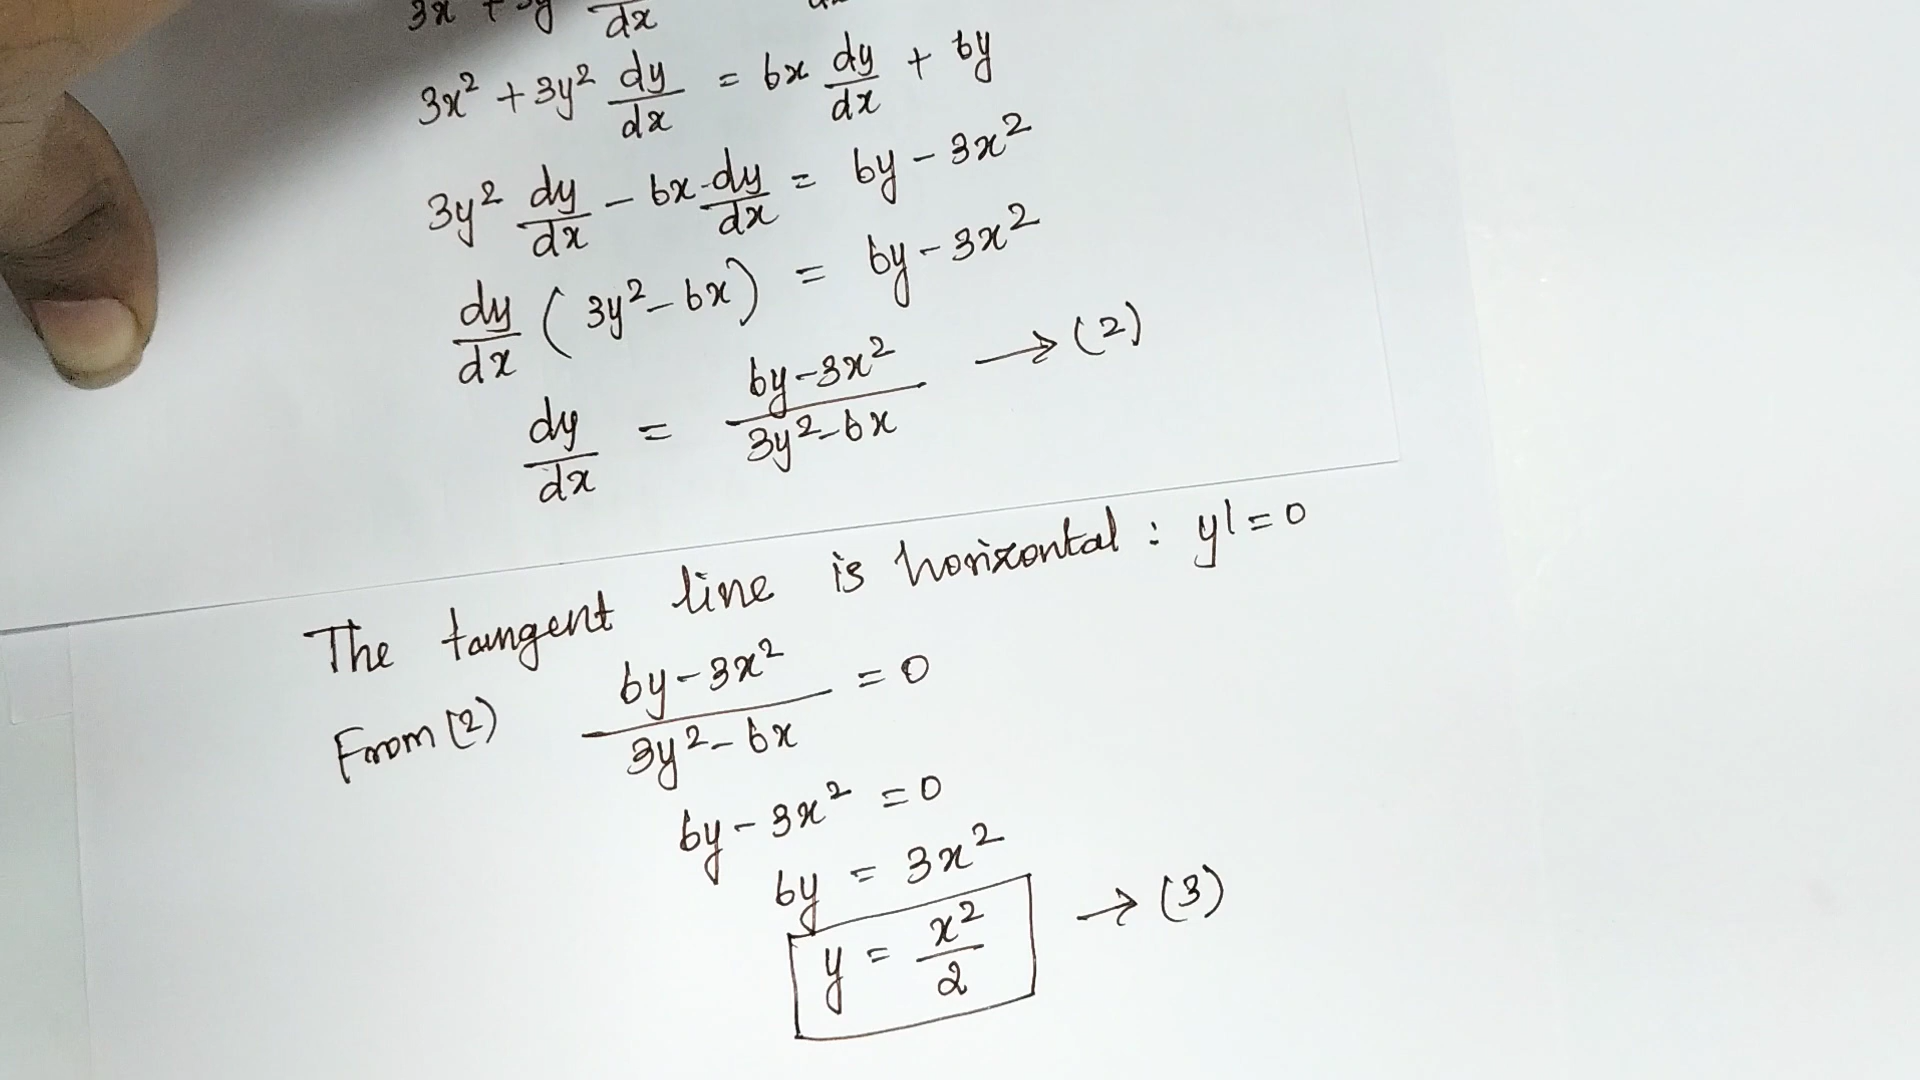 3x² + 3y² dy/dx = 6x dy/dx + 6y
3y² dy/dx - 6x·dy/dx = 6y - 3x²
dy/dx (3y² - 6x) = 6y - 3x²
dy/dx = 6y-3x²/3y²-6x → (2)
The tangent line is horizontal : y' = 0
From (2) 6y-3x²/3y²-6x = 0
6y - 3x² = 0
6y = 3x²
y = x²/2 → (3)